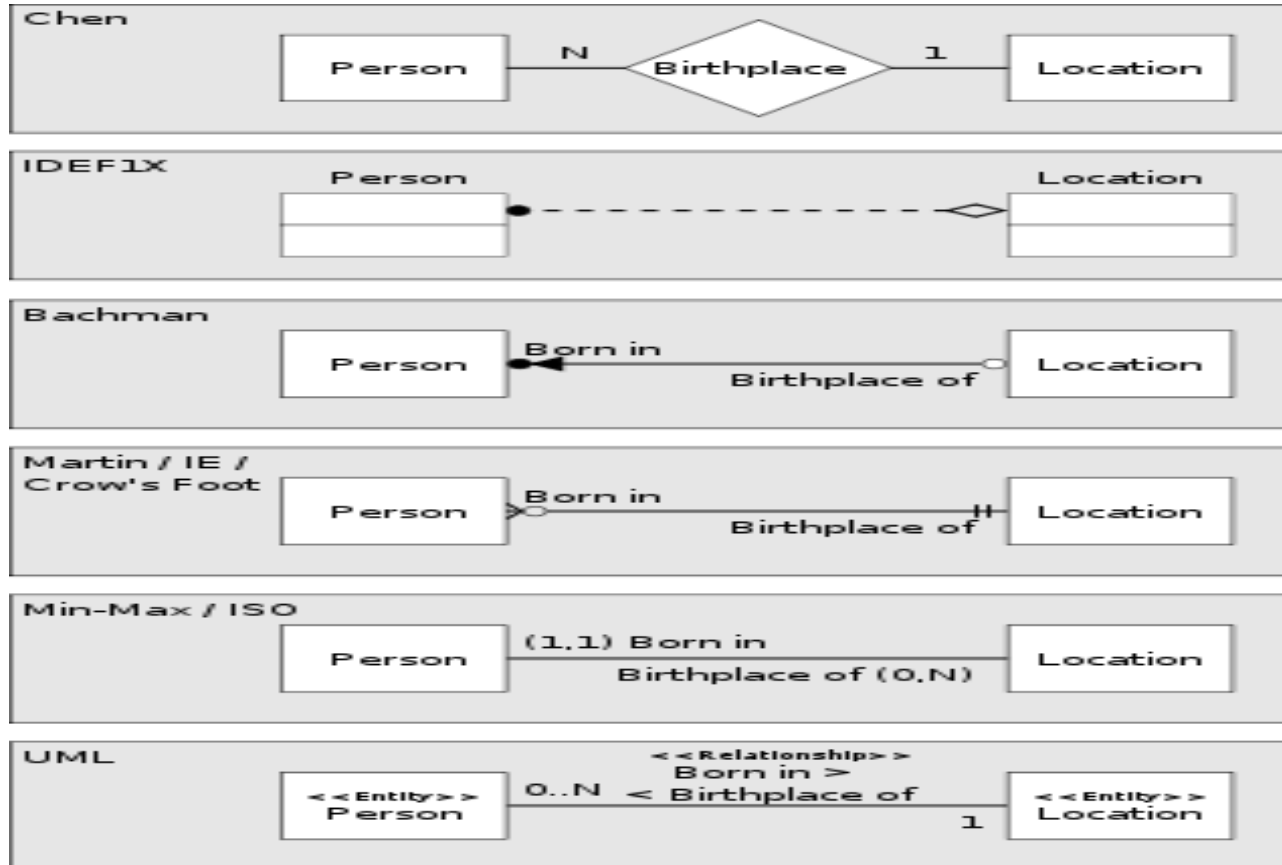 Chen
Person
N
Birthplace
1
Location
IDEF1X
Person
Location
Bachman
Person
Born in
Birthplace of
Location
Martin / IE /
Crow's Foot
Person
Born in
Birthplace of
Location
Min-Max / ISO
Person
(1,1) Born in
Birthplace of (0,N)
Location
UML
<<Entity>>
Person
0..N
<<Relationship>>
Born in >
< Birthplace of
1
<<Entity>>
Location